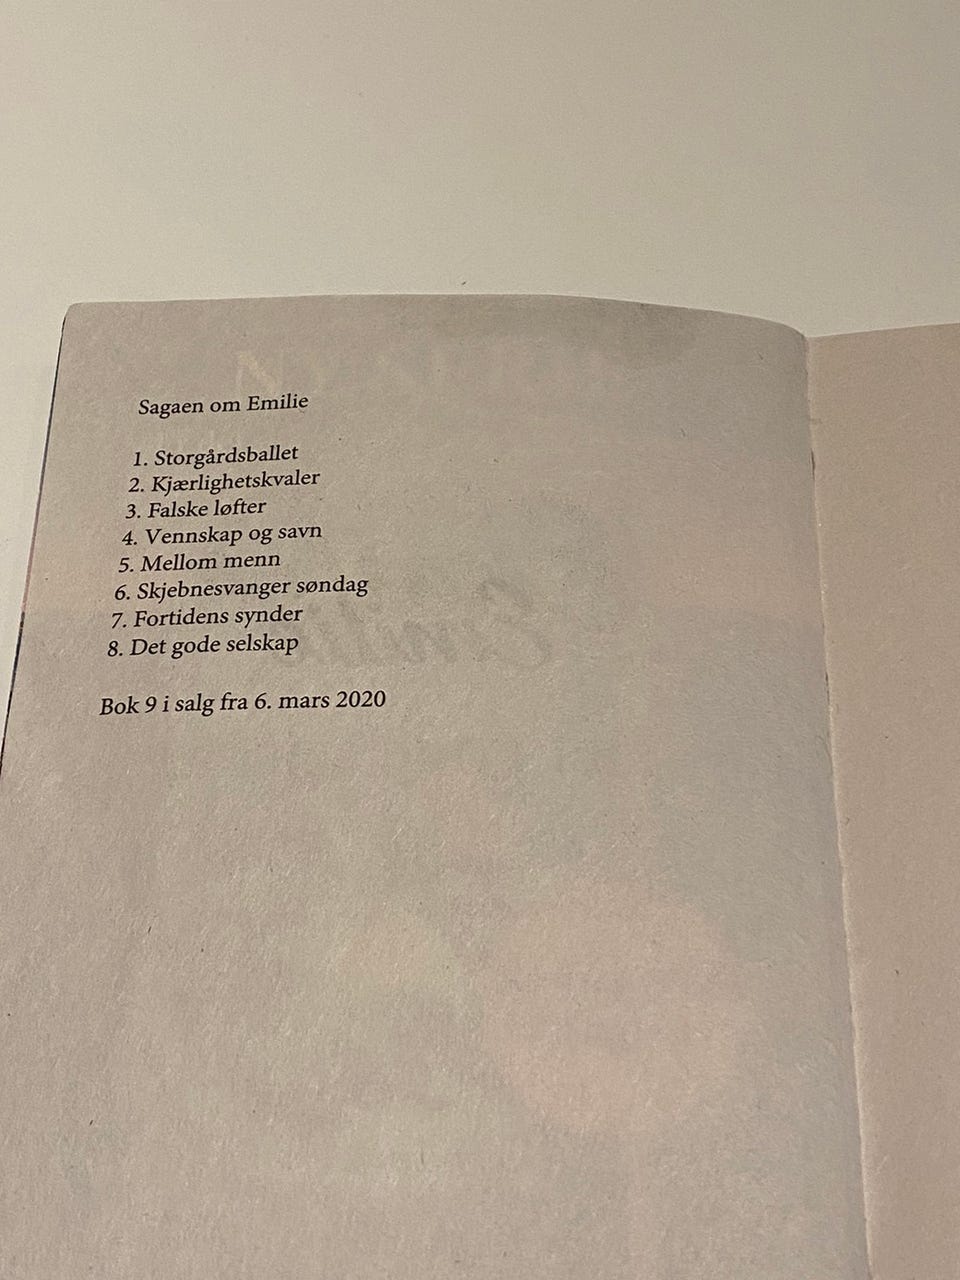 Sagaen om Emilie
1. Storgårdsballet
2. Kjærlighetskvaler
3. Falske løfter
4. Vennskap og savn
5. Mellom menn
6. Skjebnesvanger søndag
7. Fortidens synder
8. Det gode selskap
Bok 9 i salg fra 6. mars 2020